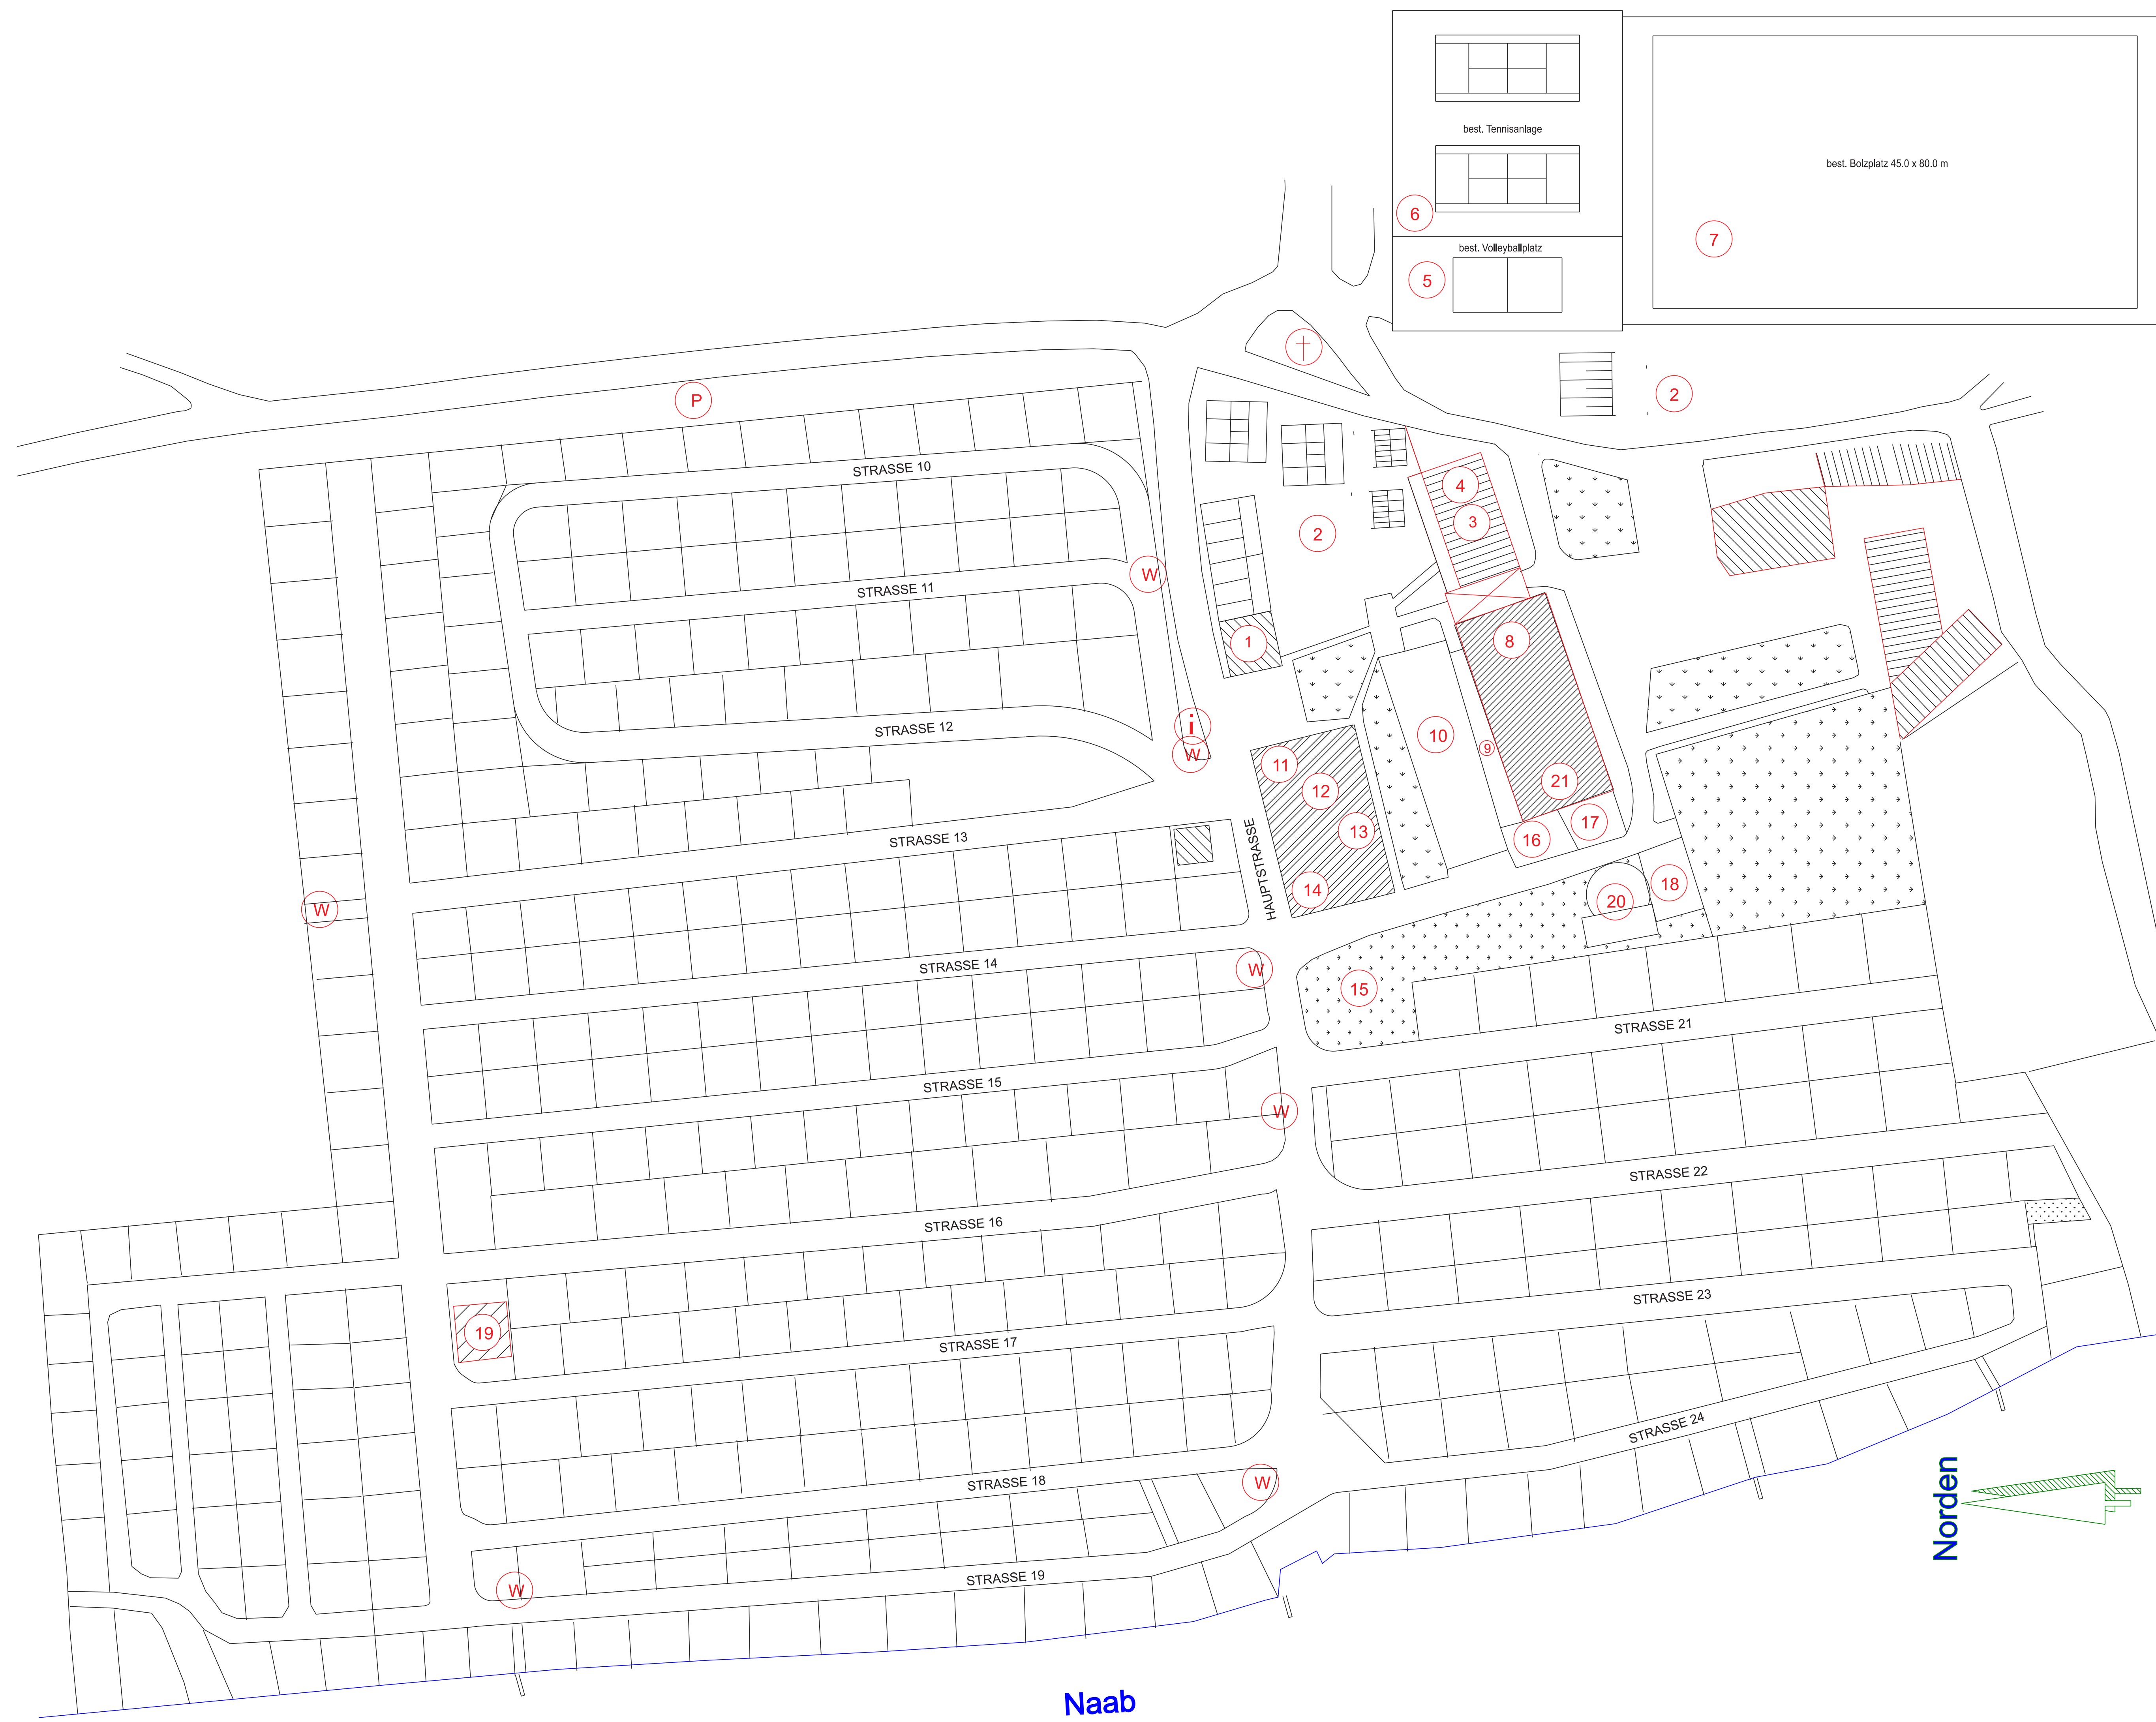 best. Tennisanlage
best. Bolzplatz 45.0 x 80.0 m
6
7
best. Volleyballplatz
5
P
2
STRASSE 10
4
3
2
W
STRASSE 11
1
8
i
W
STRASSE 12
10
9
11
12
21
13
17
16
STRASSE 13
HAUPTSTRASSE
14
18
20
W
STRASSE 14
W
15
STRASSE 21
STRASSE 15
W
STRASSE 22
STRASSE 16
STRASSE 23
19
STRASSE 17
STRASSE 24
STRASSE 18
W
Norden
STRASSE 19
W
Naab